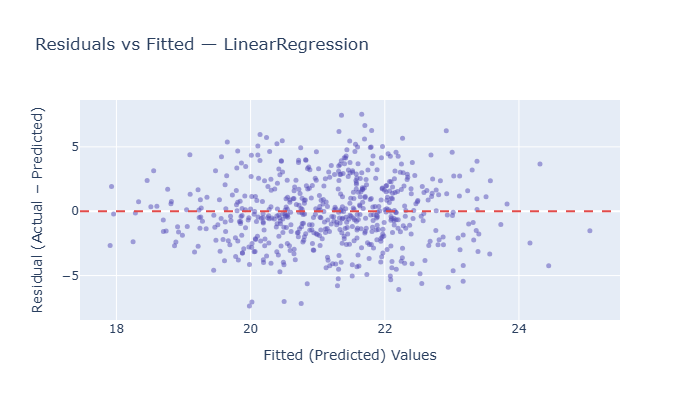 Residuals vs Fitted — LinearRegression
Residual (Actual − Predicted)
5
0
−5
18 20 22 24
Fitted (Predicted) Values